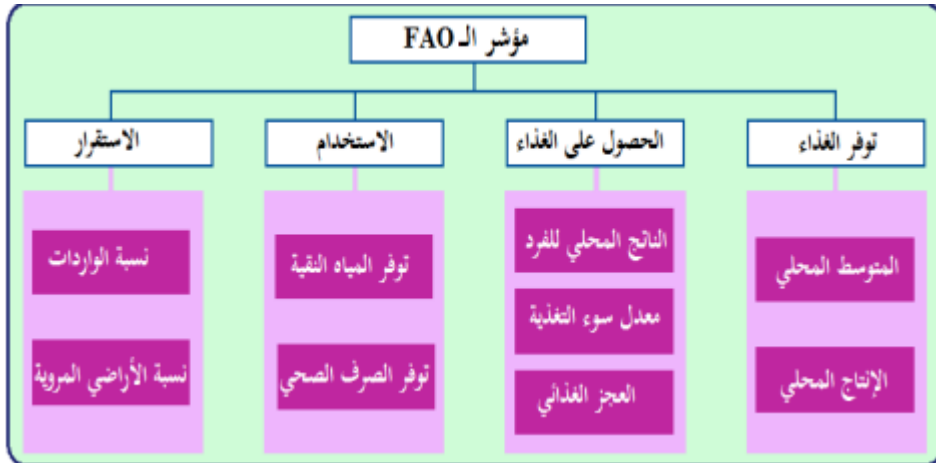 مؤشر الـ FAO
توفر الغذاء
الحصول على الغذاء
الاستخدام
الاستقرار
المتوسط المحلي
الإنتاج المحلي
الناتج المحلي للفرد
معدل سوء التغذية
العجز الغذائي
توفر المياه النقية
توفر الصرف الصحي
نسبة الواردات
نسبة الأراضي المروية